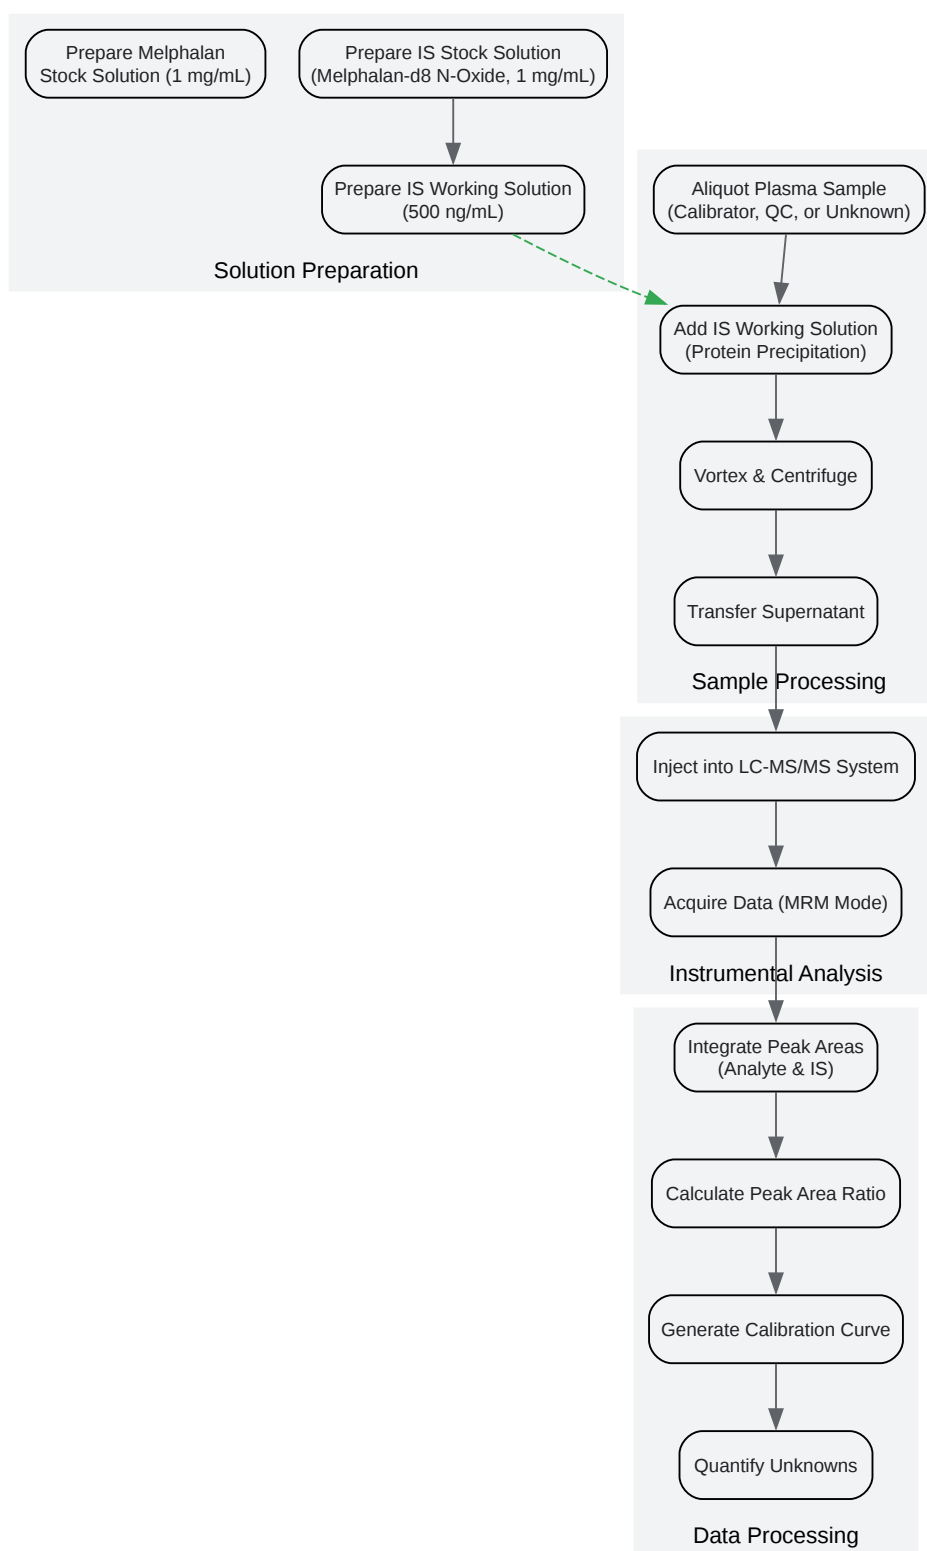 Prepare Melphalan
Stock Solution (1 mg/mL)
Prepare IS Stock Solution
(Melphalan-d8 N-Oxide, 1 mg/mL)
Prepare IS Working Solution
(500 ng/mL)
Solution Preparation
Aliquot Plasma Sample
(Calibrator, QC, or Unknown)
Add IS Working Solution
(Protein Precipitation)
Vortex & Centrifuge
Transfer Supernatant
Sample Processing
Inject into LC-MS/MS System
Acquire Data (MRM Mode)
Instrumental Analysis
Integrate Peak Areas
(Analyte & IS)
Calculate Peak Area Ratio
Generate Calibration Curve
Quantify Unknowns
Data Processing